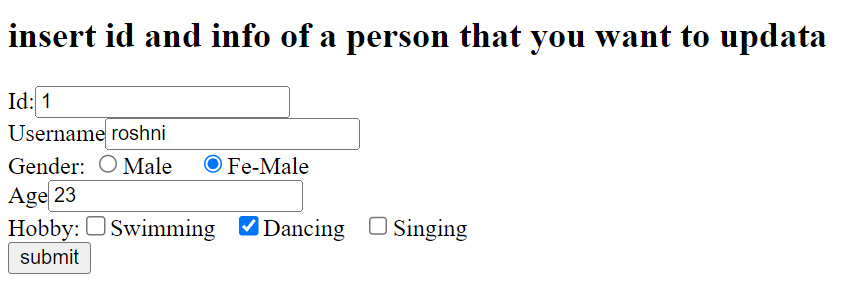 insert id and info of a person that you want to updata
Id: 1
Username roshni
Gender: Male Fe-Male
Age 23
Hobby: Swimming Dancing Singing
submit